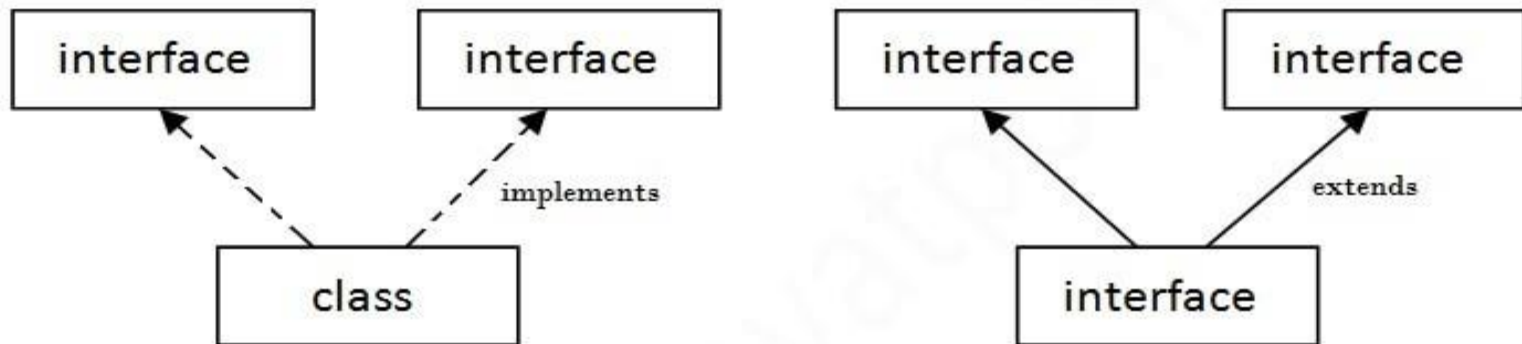 interface interface interface interface
implements extends
class interface